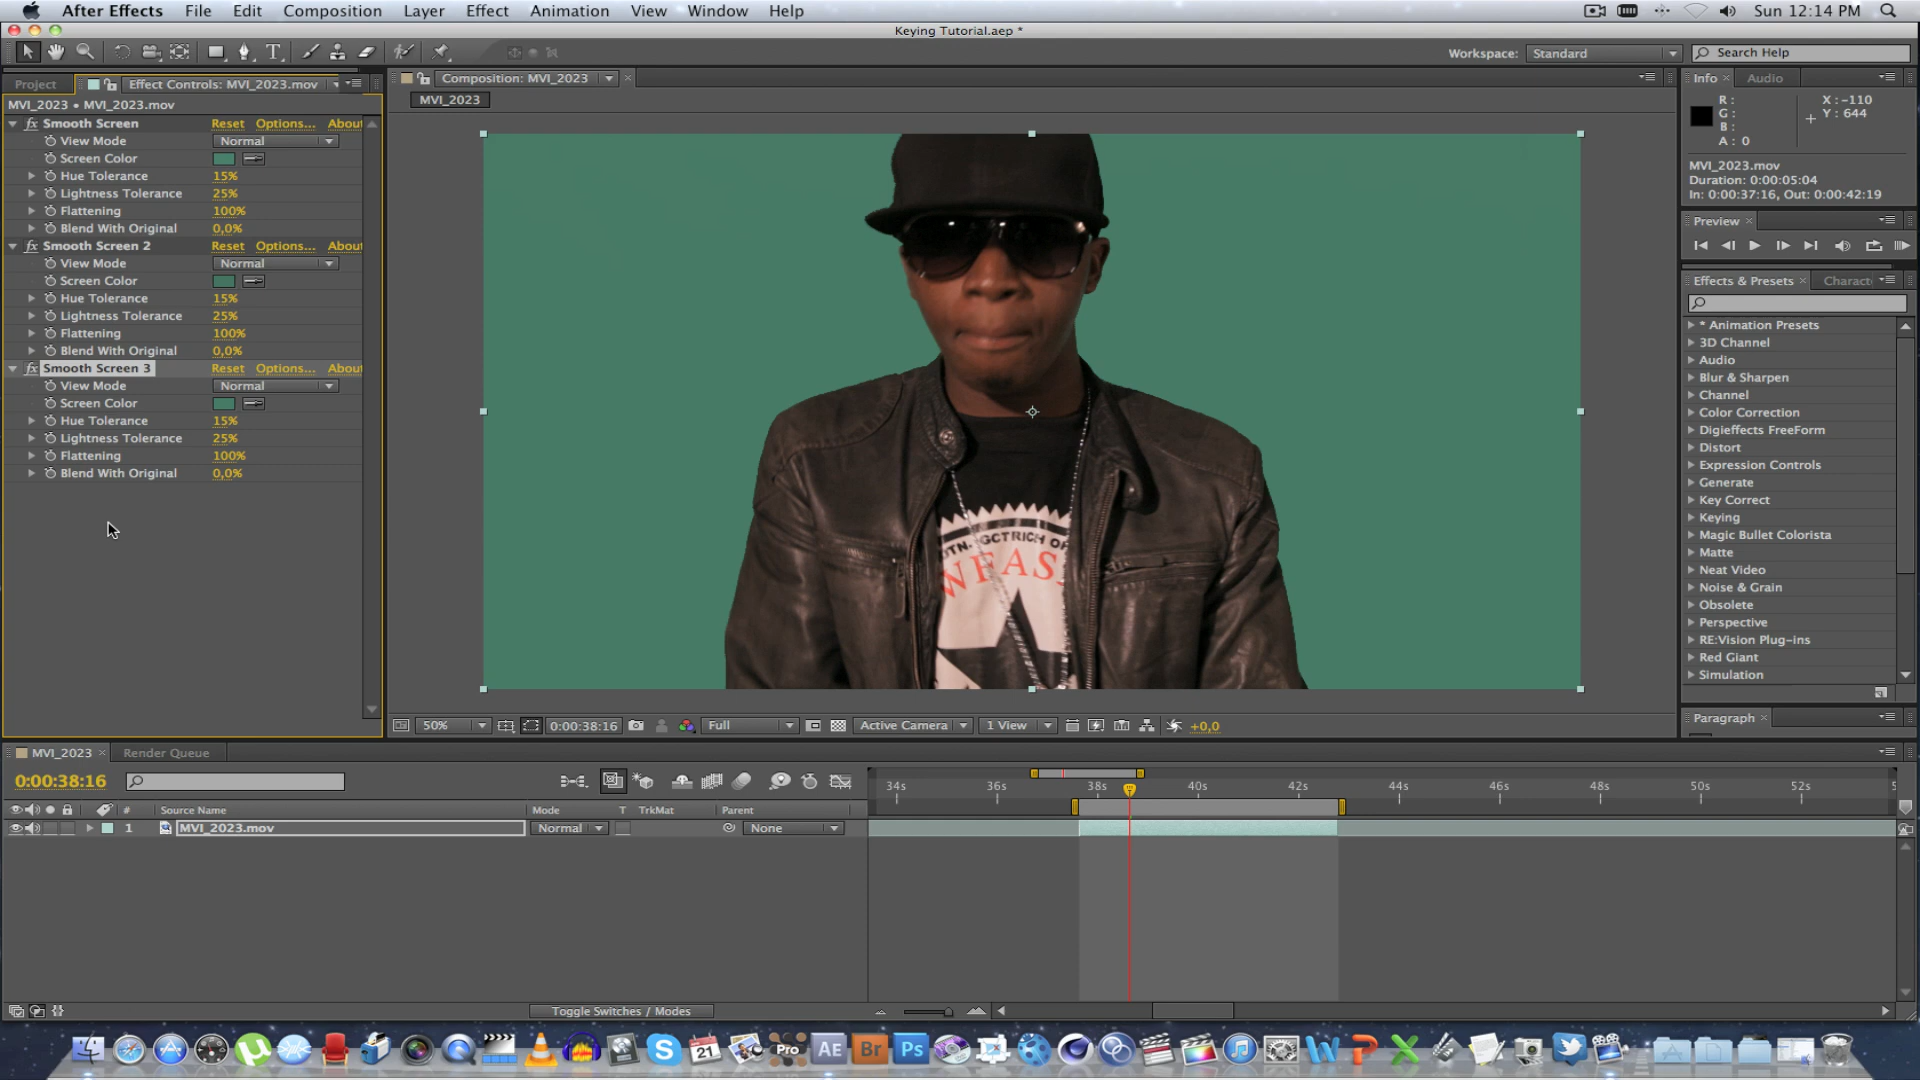 After Effects File Edit Composition Layer Effect Animation View Window Help Sun 12:14 PM
Keying Tutorial.aep *
Workspace: Standard Search Help
Project Effect Controls: MVI_2023.mov
MVI_2023 • MVI_2023.mov
Smooth Screen Reset Options... About
View Mode Normal
Screen Color
Hue Tolerance 15%
Lightness Tolerance 25%
Flattening 100%
Blend With Original 0,0%
Smooth Screen 2 Reset Options... About
View Mode Normal
Screen Color
Hue Tolerance 15%
Lightness Tolerance 25%
Flattening 100%
Blend With Original 0,0%
Smooth Screen 3 Reset Options... About
View Mode Normal
Screen Color
Hue Tolerance 15%
Lightness Tolerance 25%
Flattening 100%
Blend With Original 0,0%
Composition: MVI_2023
MVI_2023
50% 0:00:38:16 Full Active Camera 1 View +0,0
Info Audio
R: X: -110
G: Y: 644
B:
A: 0
MVI_2023.mov
Duration: 0:00:05:04
In: 0:00:37:16, Out: 0:00:42:19
Preview
Effects & Presets Charact
* Animation Presets
3D Channel
Audio
Blur & Sharpen
Channel
Color Correction
Digieffects FreeForm
Distort
Expression Controls
Generate
Key Correct
Keying
Magic Bullet Colorista
Matte
Neat Video
Noise & Grain
Obsolete
Perspective
RE:Vision Plug-ins
Red Giant
Simulation
Paragraph
MVI_2023 Render Queue
0:00:38:16
34s 36s 38s 40s 42s 44s 46s 48s 50s 52s
# Source Name Mode T TrkMat Parent
1 MVI_2023.mov Normal None
Toggle Switches / Modes
21 Pro AE Br Ps